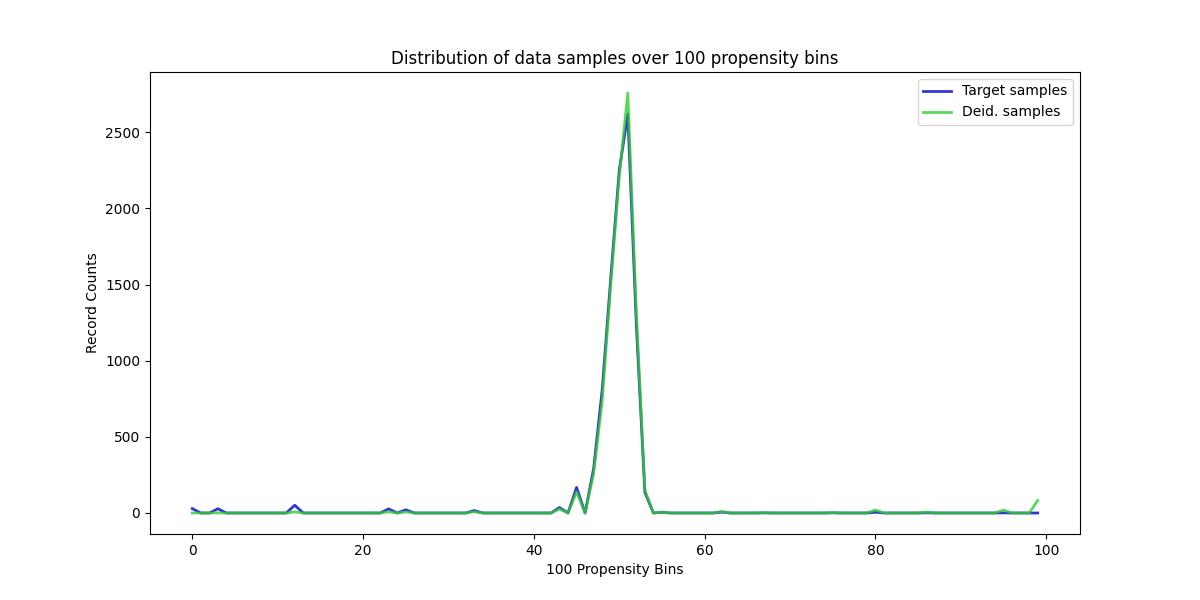 Distribution of data samples over 100 propensity bins
Target samples
Deid. samples
Record Counts
2500
2000
1500
1000
500
0
0 20 40 60 80 100
100 Propensity Bins